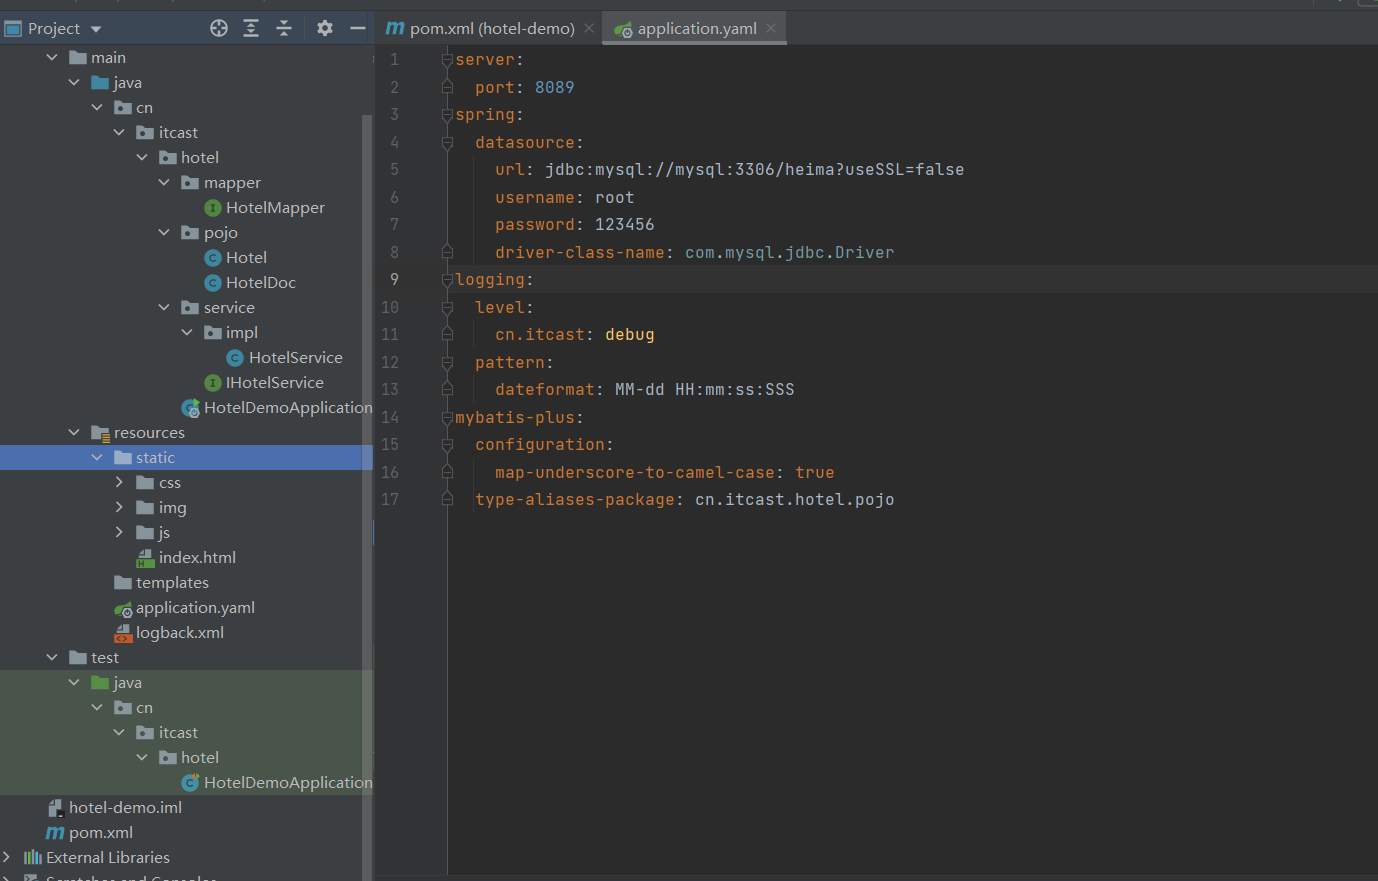 Project
main
java
cn
itcast
hotel
mapper
HotelMapper
pojo
Hotel
HotelDoc
service
impl
HotelService
IHotelService
HotelDemoApplication
resources
static
css
img
js
index.html
templates
application.yaml
logback.xml
test
java
cn
itcast
hotel
HotelDemoApplication
hotel-demo.iml
pom.xml
External Libraries
Scratches and Consoles
pom.xml (hotel-demo)
application.yaml
1 server:
2 port: 8089
3 spring:
4 datasource:
5 url: jdbc:mysql://mysql:3306/heima?useSSL=false
6 username: root
7 password: 123456
8 driver-class-name: com.mysql.jdbc.Driver
9 logging:
10 level:
11 cn.itcast: debug
12 pattern:
13 dateformat: MM-dd HH:mm:ss:SSS
14 mybatis-plus:
15 configuration:
16 map-underscore-to-camel-case: true
17 type-aliases-package: cn.itcast.hotel.pojo